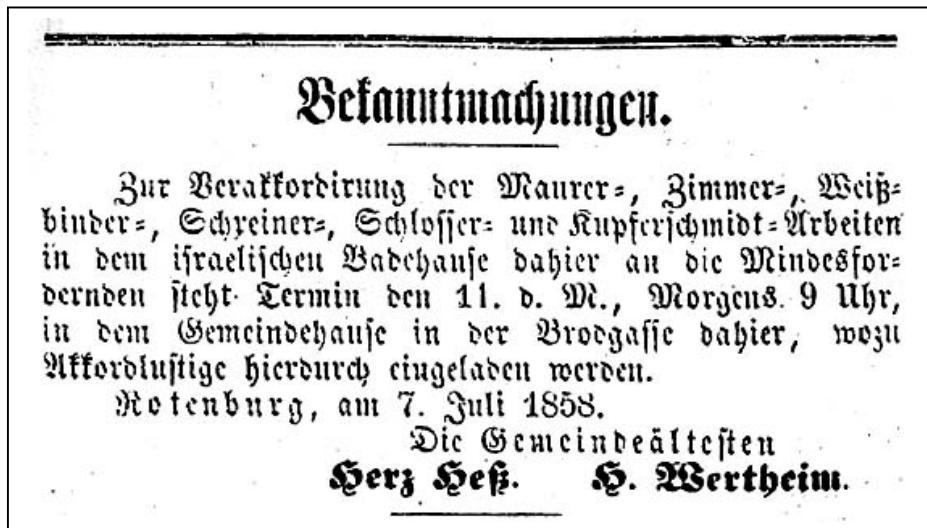 Bekanntmachungen.
Zur Verakkordirung der Maurer-, Zimmer-, Weiß-
binder-, Schreiner-, Schlosser- und Kupferschmidt-Arbeiten
in dem israelischen Badehause dahier an die Mindesfor-
dernden steht Termin den 11. d. M., Morgens 9 Uhr,
in dem Gemeindehause in der Brodgasse dahier, wozu
Akkordlustige hierdurch eingeladen werden.
Rotenburg, am 7. Juli 1858.
Die Gemeindeältesten
Herz Heß. H. Wertheim.